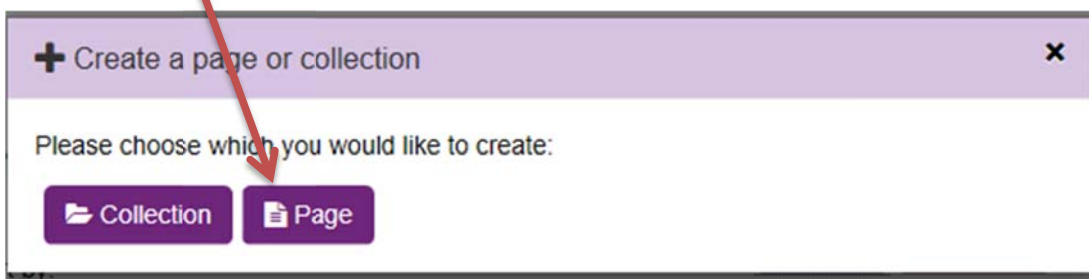 Create a page or collection
Please choose which you would like to create:
Collection
Page